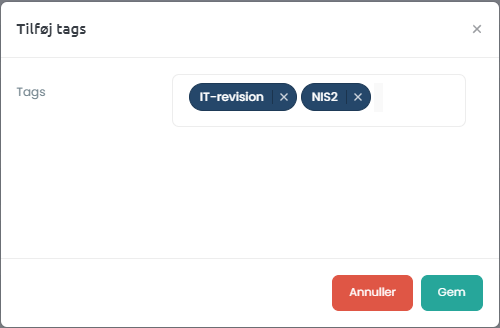 Tilføj tags ×
Tags IT-revision × NIS2 ×
Annuller Gem